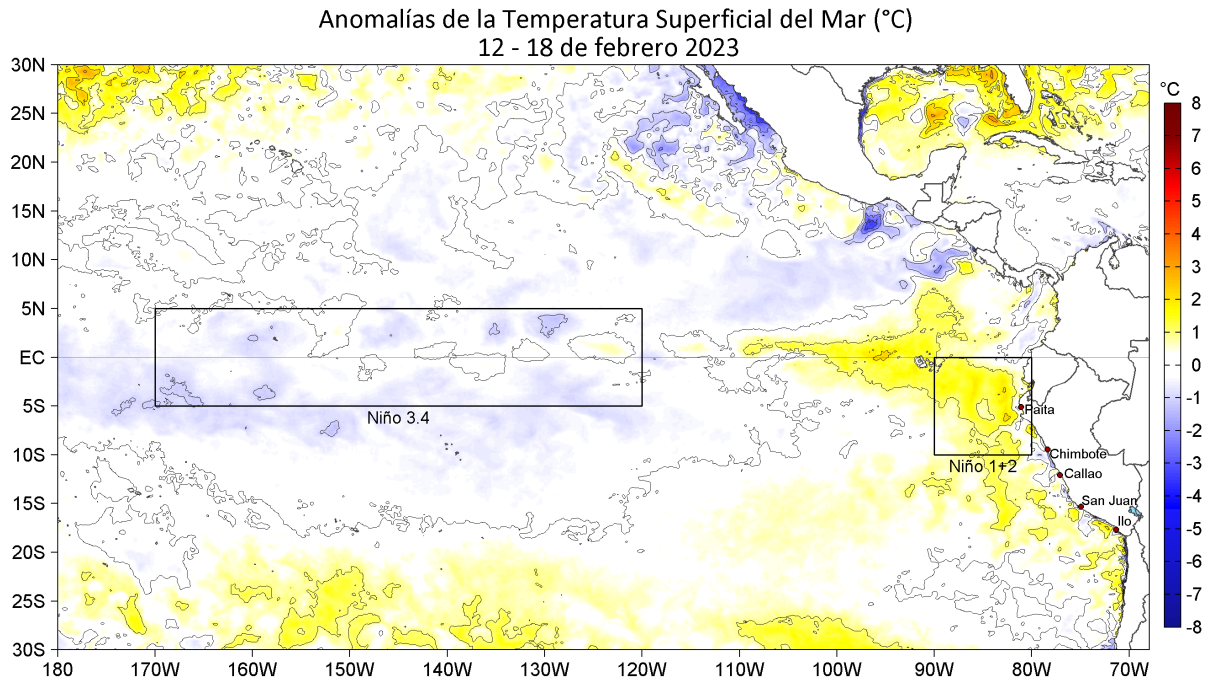 Anomalías de la Temperatura Superficial del Mar (°C)
12 - 18 de febrero 2023
30N
25N
20N
15N
10N
5N
EC
5S
10S
15S
20S
25S
30S
180
170W
160W
150W
140W
130W
120W
110W
100W
90W
80W
70W
Niño 3.4
Niño 1+2
Paita
Chimbote
Callao
San Juan
Ilo
°C
8
7
6
5
4
3
2
1
0
-1
-2
-3
-4
-5
-6
-7
-8